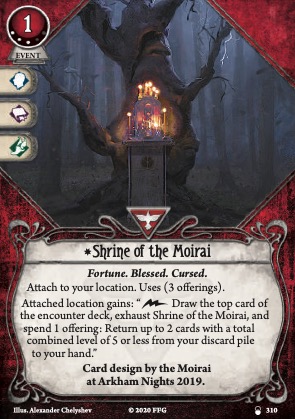 1
EVENT
*Shrine of the Moirai
Fortune. Blessed. Cursed.
Attach to your location. Uses (3 offerings).
Attached location gains: “ Draw the top card of
the encounter deck, exhaust Shrine of the Moirai, and
spend 1 offering: Return up to 2 cards with a total
combined level of 5 or less from your discard pile
to your hand.”
Card design by the Moirai
at Arkham Nights 2019.
Illus. Alexander Chelyshev © 2020 FFG 310